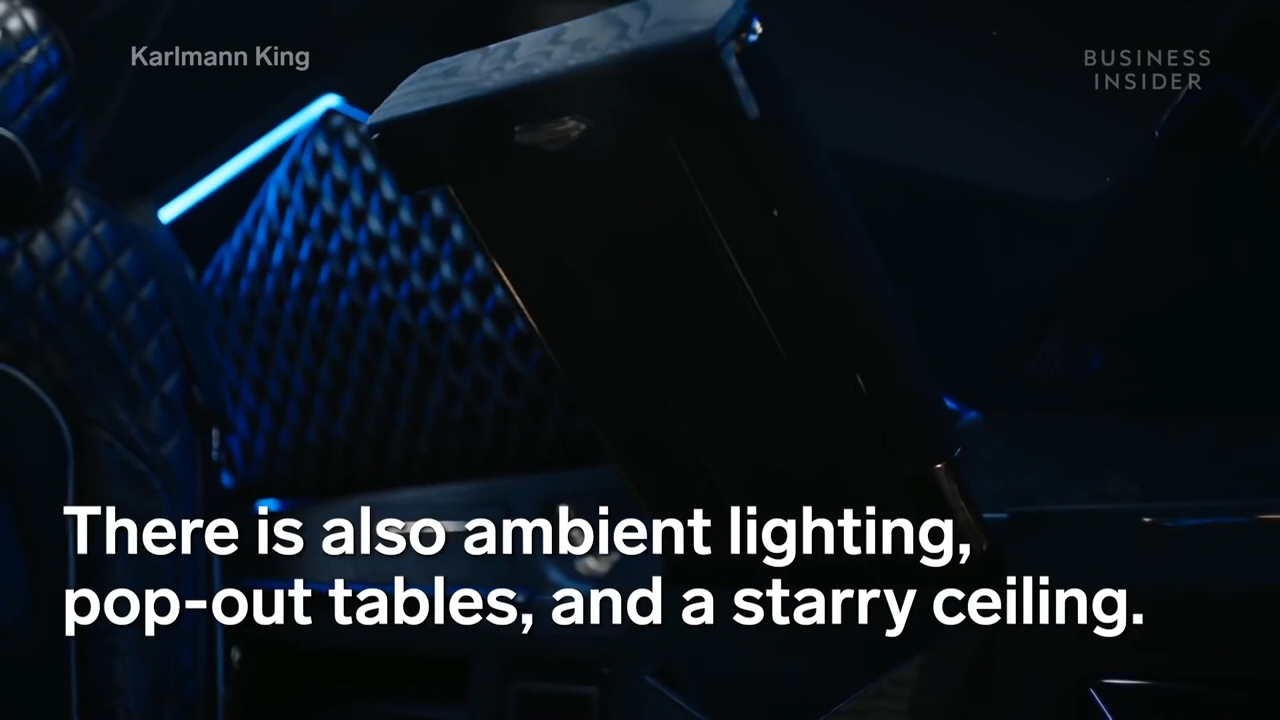 Karlmann King
BUSINESS
INSIDER
There is also ambient lighting,
pop-out tables, and a starry ceiling.